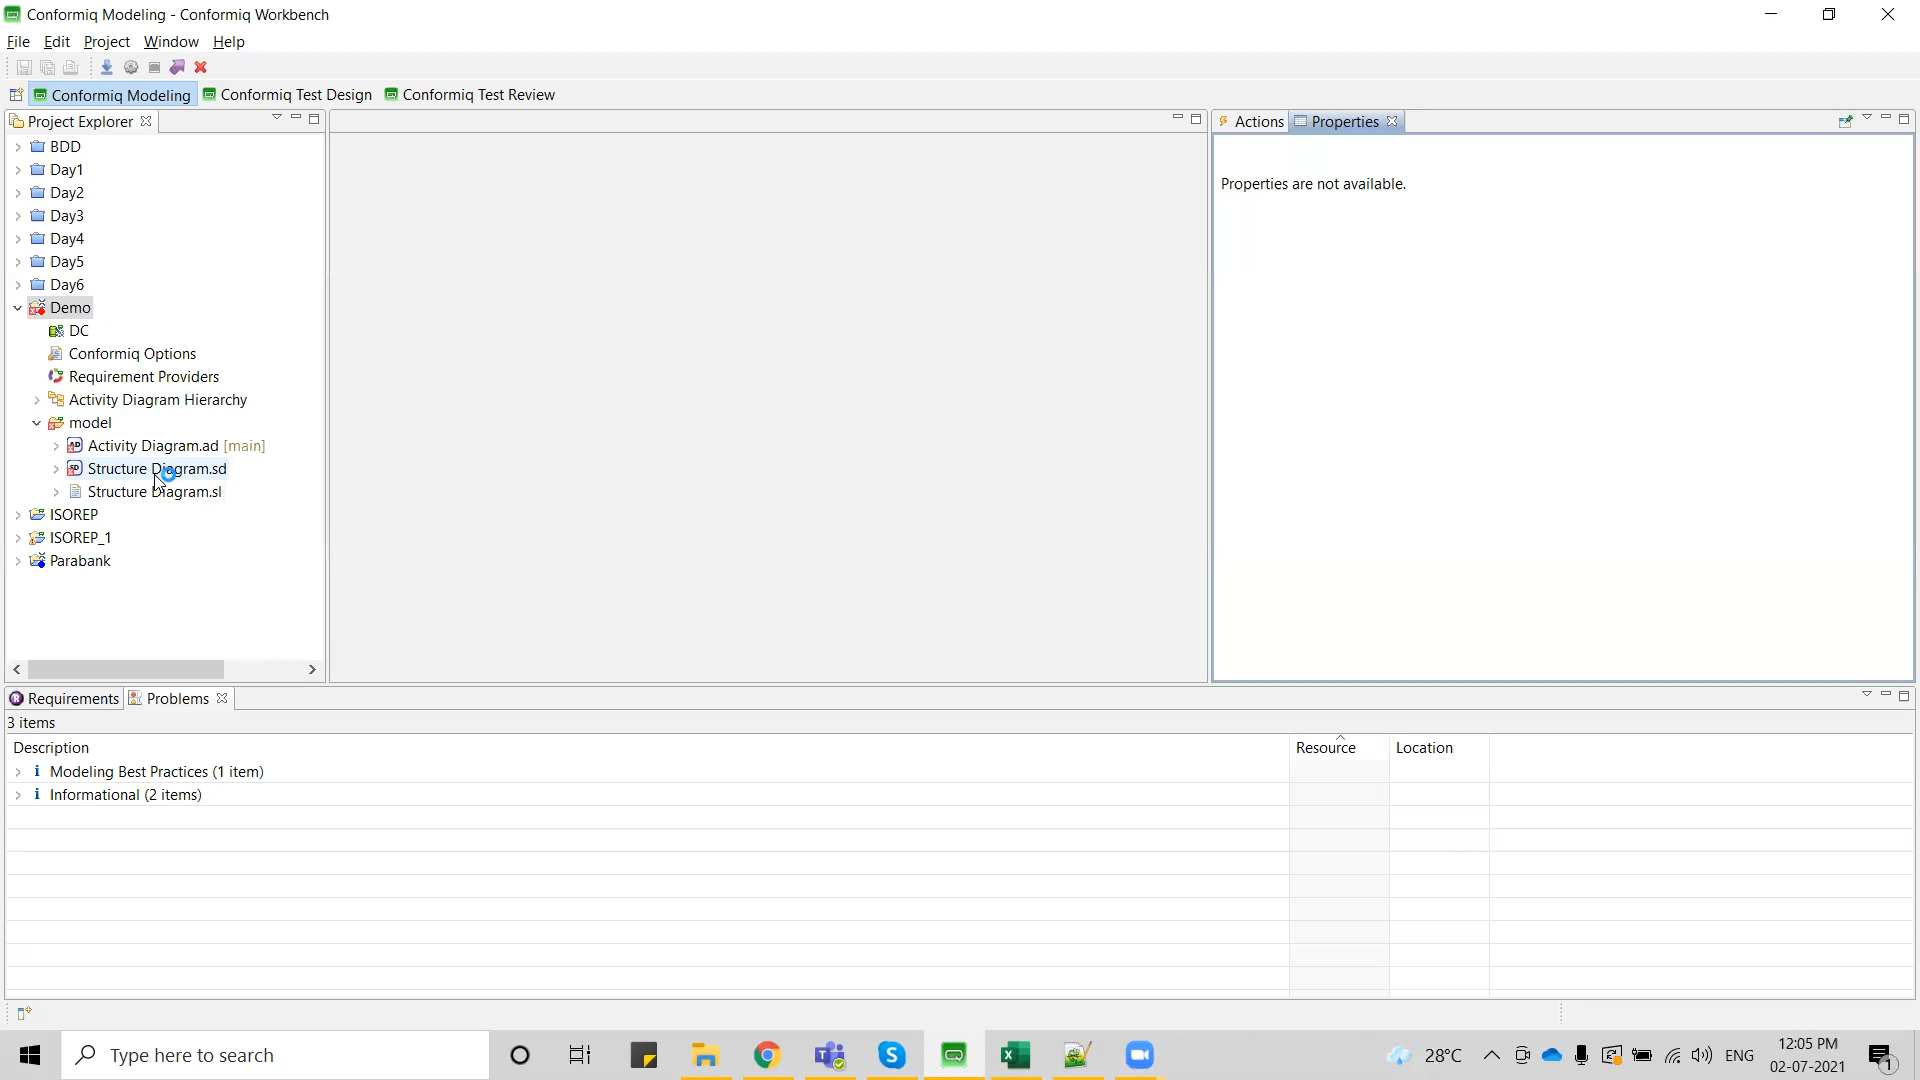 Conformiq Modeling - Conformiq Workbench
File Edit Project Window Help
Conformiq Modeling Conformiq Test Design Conformiq Test Review
Project Explorer
Actions Properties
BDD
Day1
Day2
Day3
Day4
Day5
Day6
Demo
DC
Conformiq Options
Requirement Providers
Activity Diagram Hierarchy
model
Activity Diagram.ad [main]
Structure Diagram.sd
Structure Diagram.sl
ISOREP
ISOREP_1
Parabank
Properties are not available.
Requirements Problems
3 items
Description Resource Location
Modeling Best Practices (1 item)
Informational (2 items)
Type here to search
28°C ENG
12:05 PM
02-07-2021
1